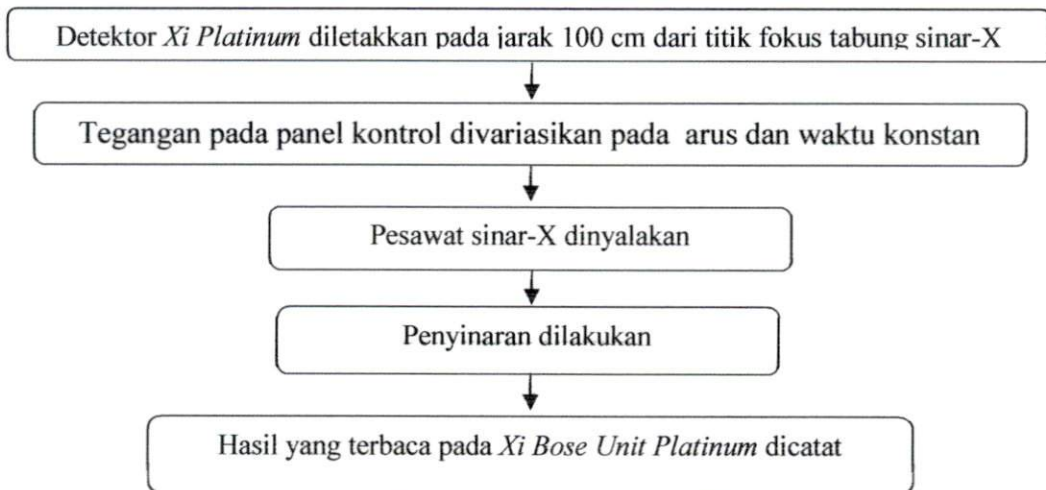 Detektor Xi Platinum diletakkan pada jarak 100 cm dari titik fokus tabung sinar-X
Tegangan pada panel kontrol divariasikan pada arus dan waktu konstan
Pesawat sinar-X dinyalakan
Penyinaran dilakukan
Hasil yang terbaca pada Xi Bose Unit Platinum dicatat